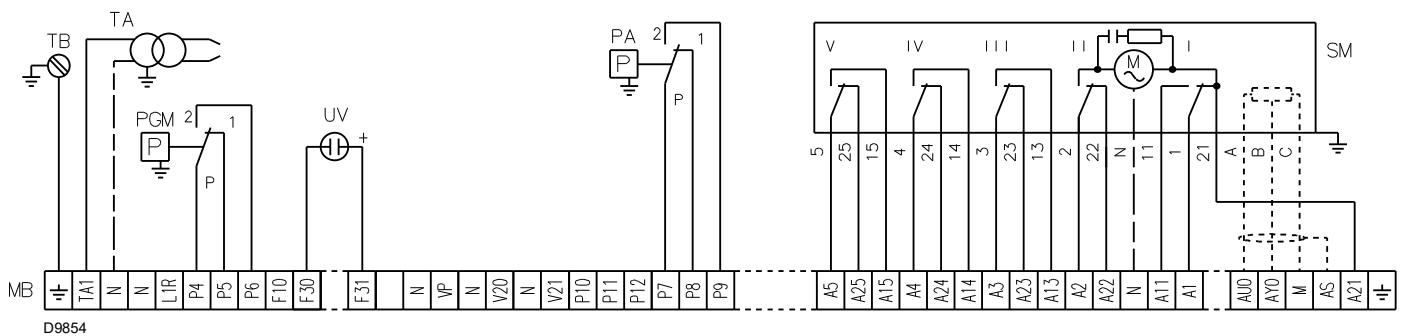 TA
TB
PGM
P
2
1
P
UV
+
PA
P
2
1
P
V
IV
III
II
I
M
SM
5
25
15
4
24
14
3
23
13
2
22
N
11
1
21
A
B
C
MB
TA1
N
N
L1R
P4
P5
P6
F10
F30
F31
N
VP
N
V20
N
V21
P10
P11
P12
P7
P8
P9
A5
A25
A15
A4
A24
A14
A3
A23
A13
A2
A22
N
A11
A1
AU0
AY0
M
AS
A21
D9854